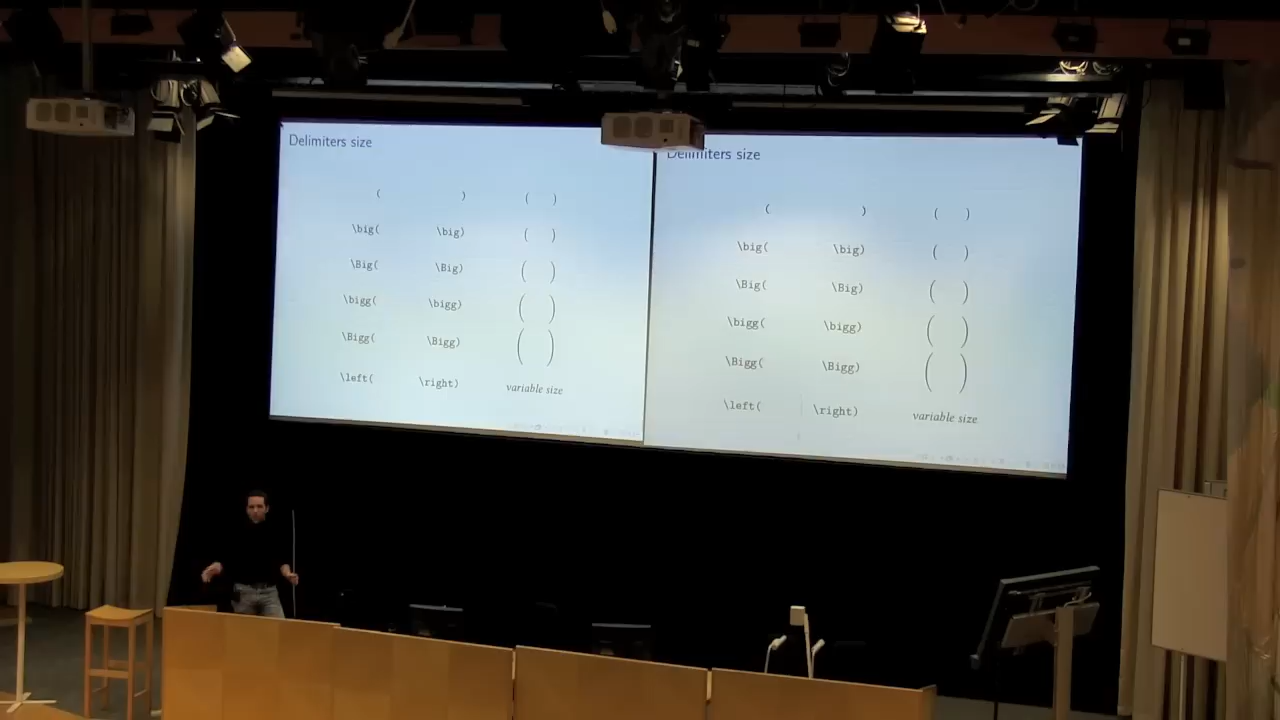 Delimiters size
( ) ( )
\big( \big) ( )
\Big( \Big) ( )
\bigg( \bigg) ( )
\Bigg( \Bigg) ( )
\left( \right) variable size
Delimiters size
( ) ( )
\big( \big) ( )
\Big( \Big) ( )
\bigg( \bigg) ( )
\Bigg( \Bigg) ( )
\left( \right) variable size